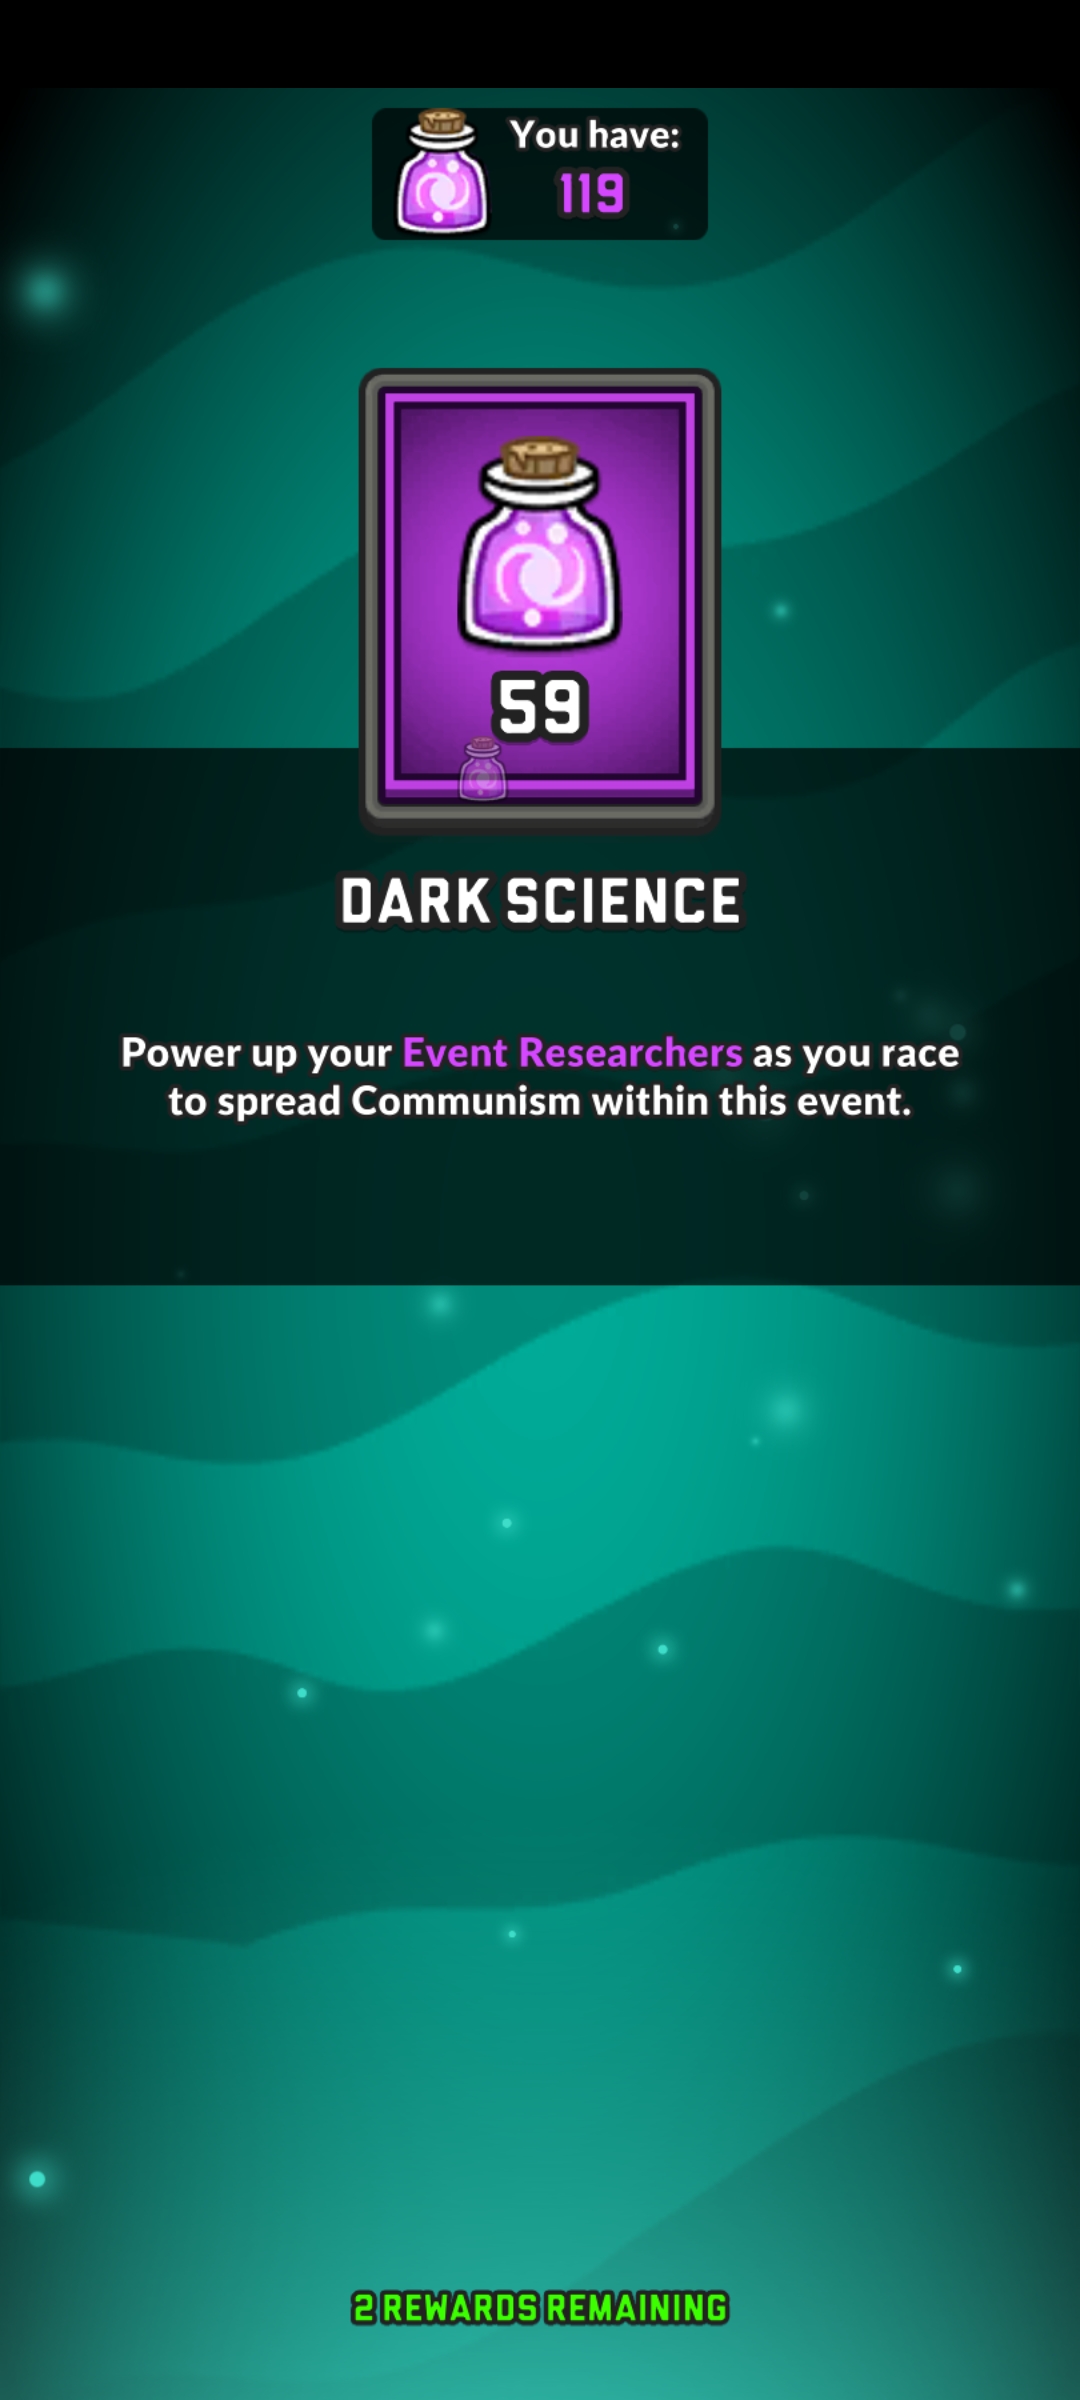 You have:
119
59
DARK SCIENCE
Power up your Event Researchers as you race
to spread Communism within this event.
2 REWARDS REMAINING